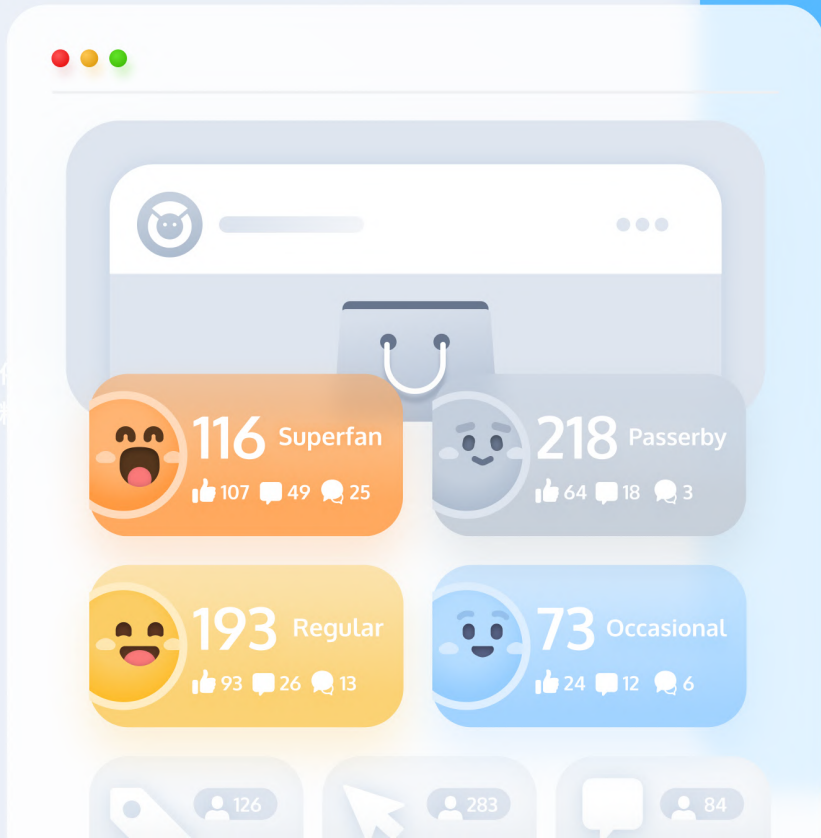 116 Superfan
107 49 25
218 Passerby
64 18 3
193 Regular
93 26 13
73 Occasional
24 12 6
126
283
84